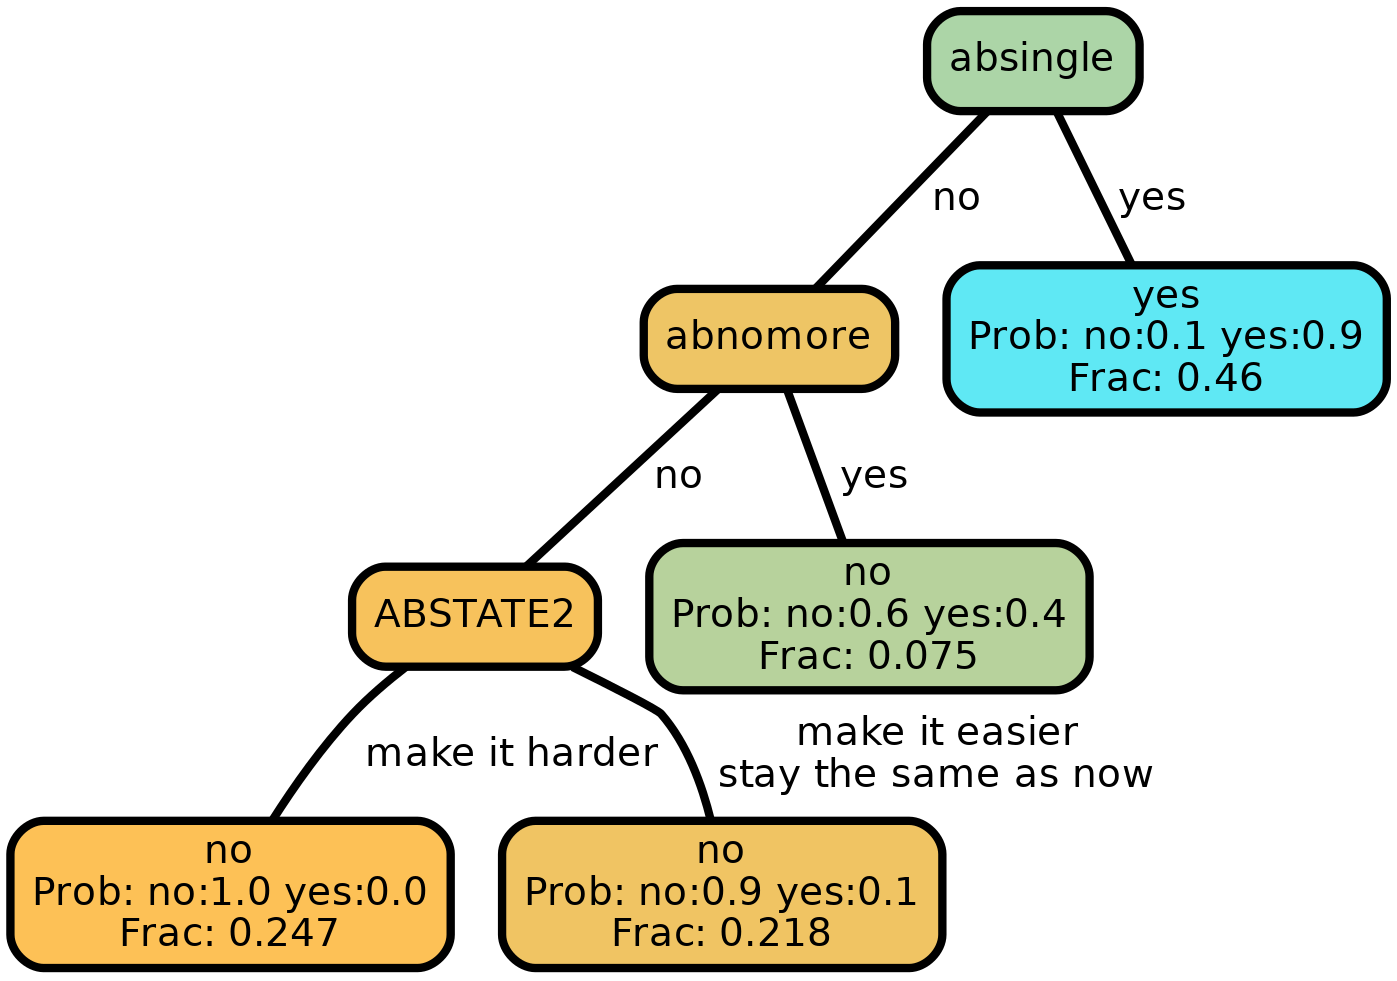 absingle
no
yes
yes
Prob: no:0.1 yes:0.9
Frac: 0.46
abnomore
no
yes
no
Prob: no:0.6 yes:0.4
Frac: 0.075
ABSTATE2
make it harder
make it easier
stay the same as now
no
Prob: no:1.0 yes:0.0
Frac: 0.247
no
Prob: no:0.9 yes:0.1
Frac: 0.218